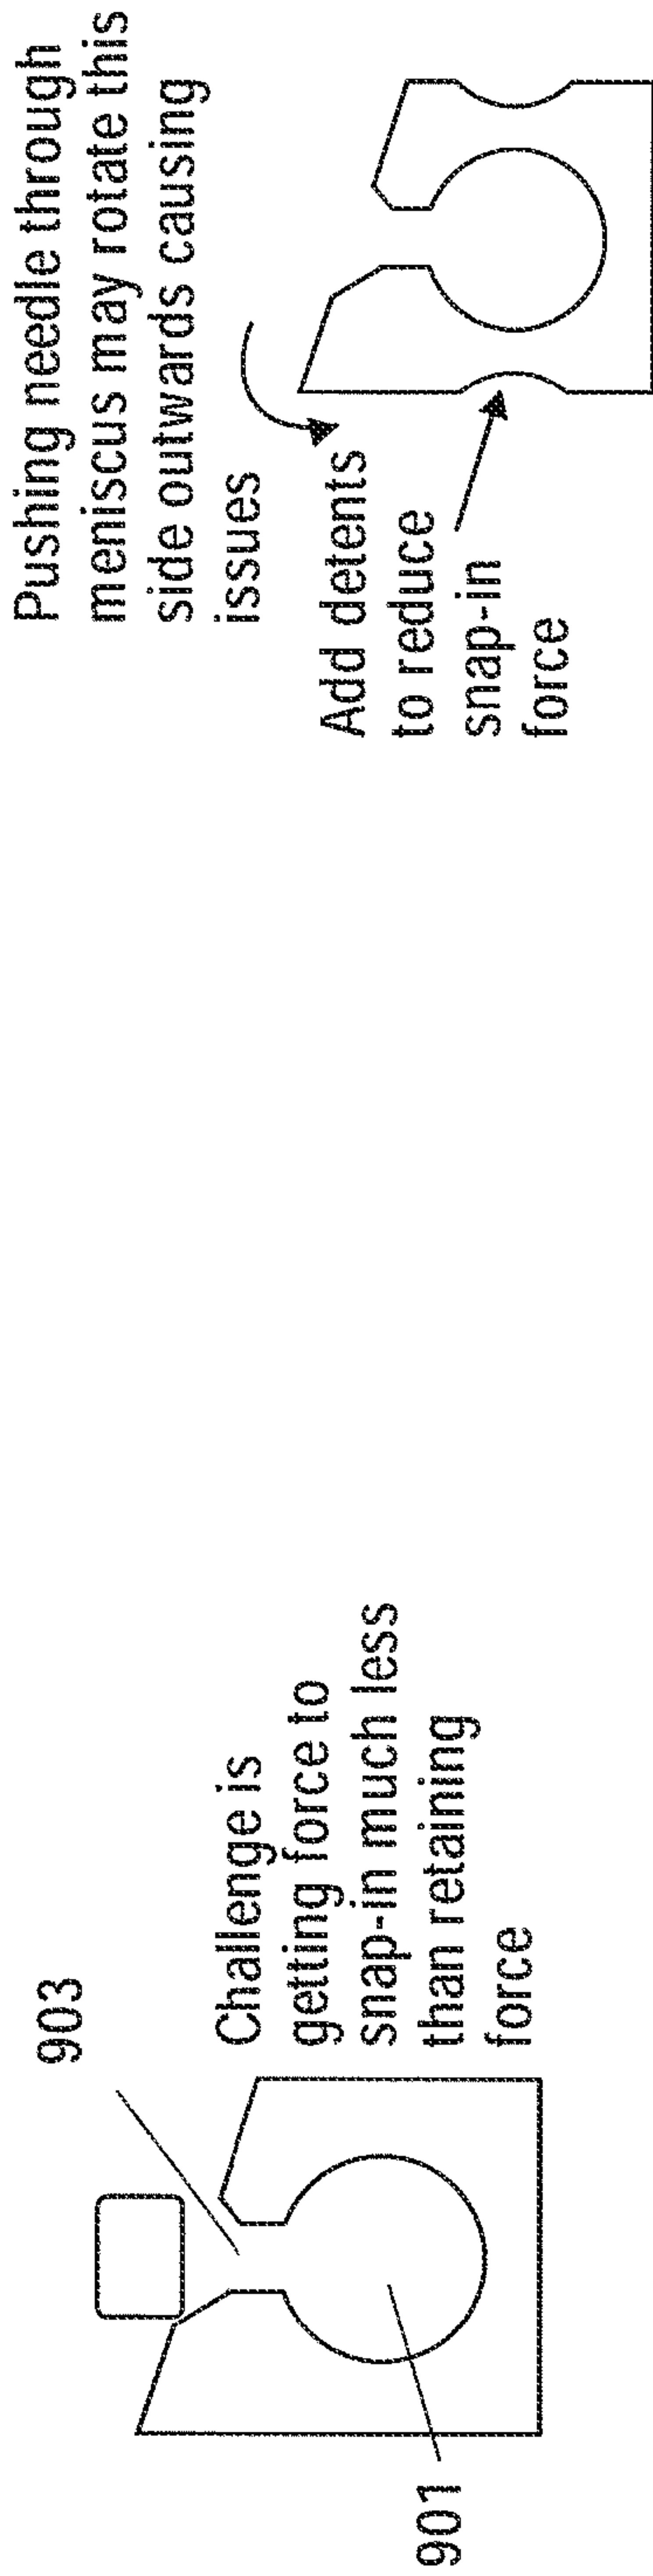 903
Challenge is
getting force to
snap-in much less
than retaining
force
901
Pushing needle through
meniscus may rotate this
side outwards causing
issues
Add detents
to reduce
snap-in
force